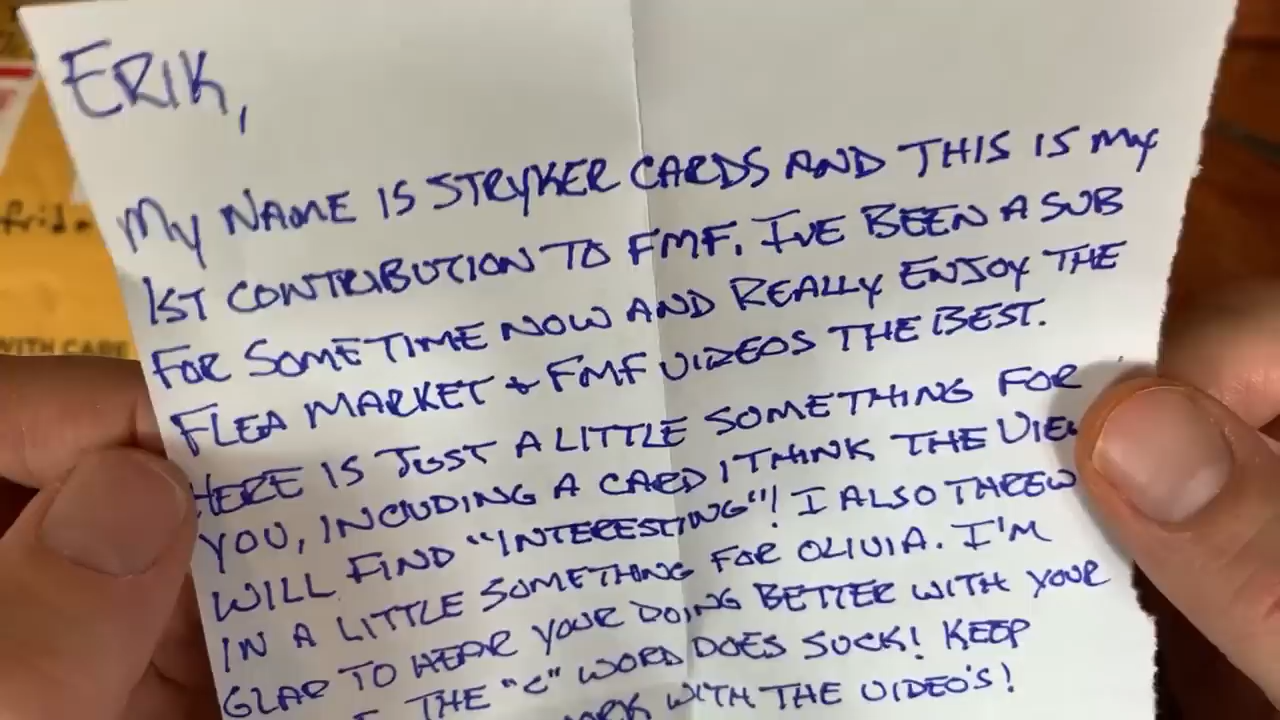 ERIK,
MY NAME IS STRYKER CARDS AND THIS IS MY
1ST CONTRIBUTION TO FMF. I'VE BEEN A SUB
FOR SOMETIME NOW AND REALLY ENJOY THE
FLEA MARKET & FMF VIDEOS THE BEST.
HERE IS JUST A LITTLE SOMETHING FOR
YOU, INCLUDING A CARD I THINK THE
WILL FIND "INTERESTING"! I ALSO THREW
IN A LITTLE SOMETHING FOR OLIVIA. I'M
GLAD TO HEAR YOUR DOING BETTER WITH YOUR
THE "C" WORD DOES SUCK! KEEP
WITH THE VIDEO'S!
WITH CARE